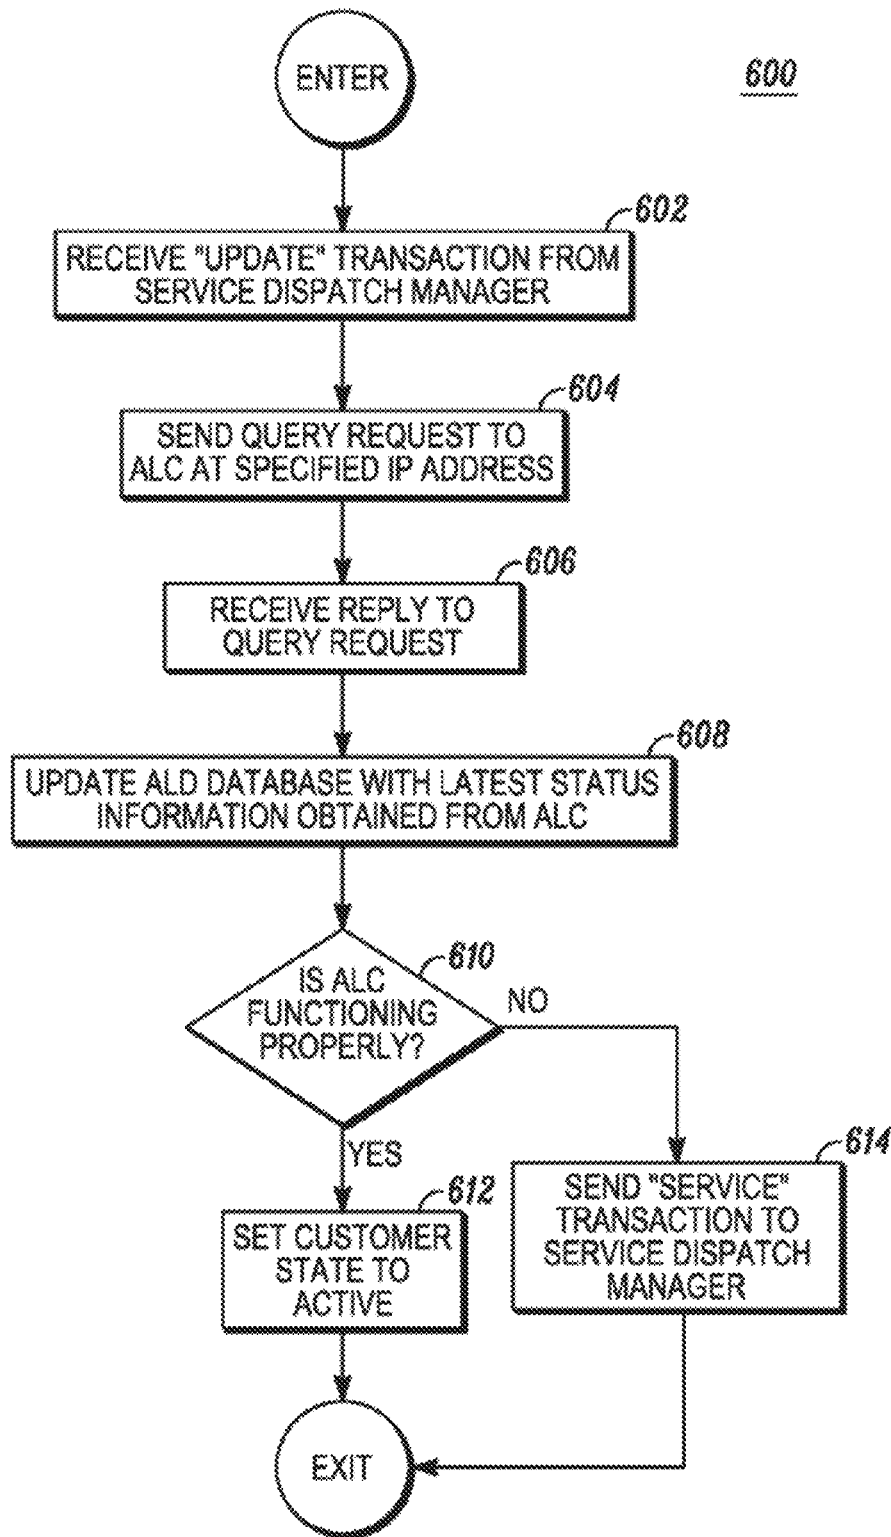 ENTER
600
602
RECEIVE "UPDATE" TRANSACTION FROM
SERVICE DISPATCH MANAGER
604
SEND QUERY REQUEST TO
ALC AT SPECIFIED IP ADDRESS
606
RECEIVE REPLY TO
QUERY REQUEST
608
UPDATE ALD DATABASE WITH LATEST STATUS
INFORMATION OBTAINED FROM ALC
610
IS ALC
FUNCTIONING
PROPERLY?
NO
YES
612
SET CUSTOMER
STATE TO
ACTIVE
614
SEND "SERVICE"
TRANSACTION TO
SERVICE DISPATCH
MANAGER
EXIT